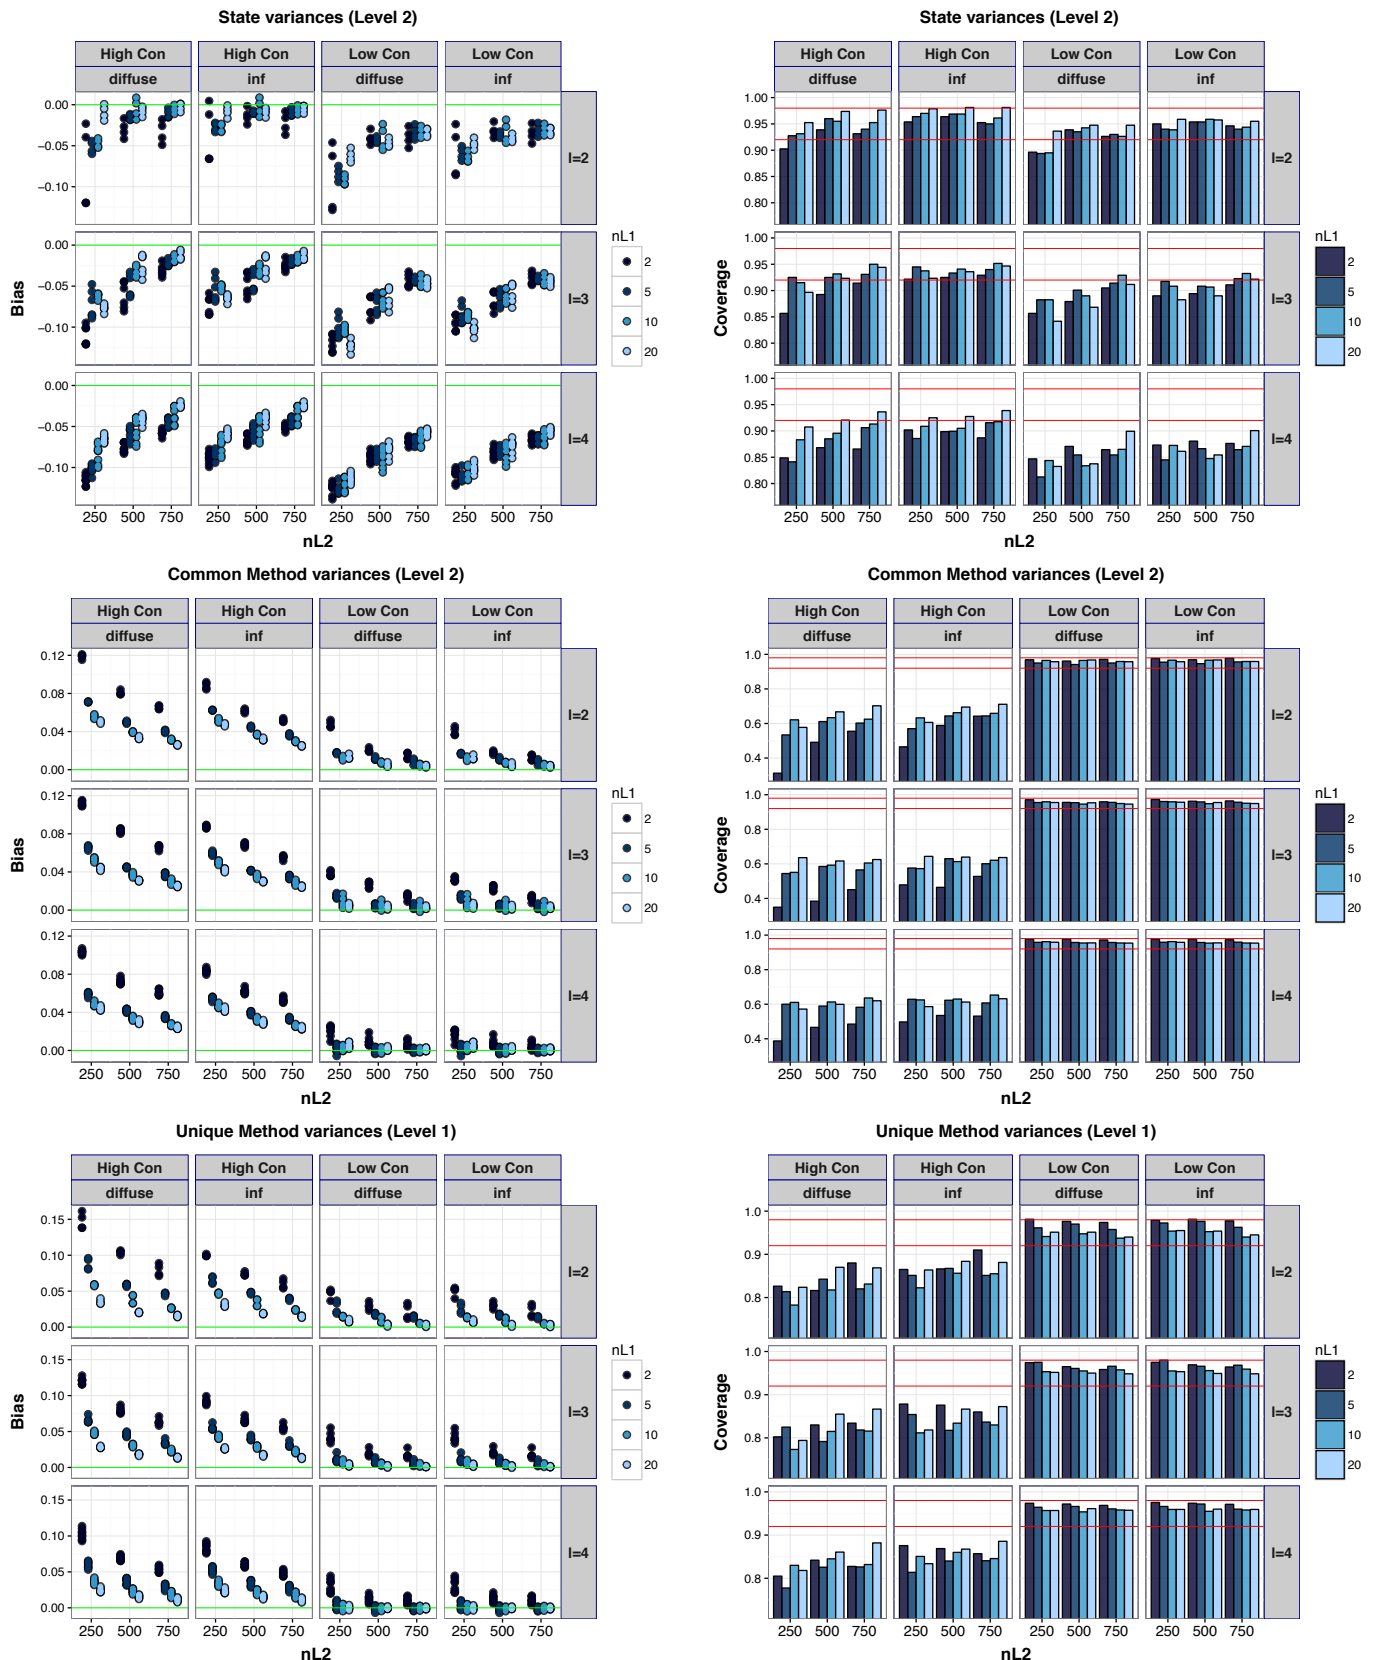 State variances (Level 2)
High Con High Con Low Con Low Con
diffuse inf diffuse inf
0.00
−0.05
−0.10
l=2
0.00
−0.05
−0.10
l=3
0.00
−0.05
−0.10
l=4
Bias
250 500 750 250 500 750 250 500 750 250 500 750
nL2
nL1
2
5
10
20
State variances (Level 2)
High Con High Con Low Con Low Con
diffuse inf diffuse inf
1.00
0.95
0.90
0.85
0.80
l=2
1.00
0.95
0.90
0.85
0.80
l=3
1.00
0.95
0.90
0.85
0.80
l=4
Coverage
250 500 750 250 500 750 250 500 750 250 500 750
nL2
nL1
2
5
10
20
Common Method variances (Level 2)
High Con High Con Low Con Low Con
diffuse inf diffuse inf
0.12
0.08
0.04
0.00
l=2
0.12
0.08
0.04
0.00
l=3
0.12
0.08
0.04
0.00
l=4
Bias
250 500 750 250 500 750 250 500 750 250 500 750
nL2
nL1
2
5
10
20
Common Method variances (Level 2)
High Con High Con Low Con Low Con
diffuse inf diffuse inf
1.0
0.8
0.6
0.4
l=2
1.0
0.8
0.6
0.4
l=3
1.0
0.8
0.6
0.4
l=4
Coverage
250 500 750 250 500 750 250 500 750 250 500 750
nL2
nL1
2
5
10
20
Unique Method variances (Level 1)
High Con High Con Low Con Low Con
diffuse inf diffuse inf
0.15
0.10
0.05
0.00
l=2
0.15
0.10
0.05
0.00
l=3
0.15
0.10
0.05
0.00
l=4
Bias
250 500 750 250 500 750 250 500 750 250 500 750
nL2
nL1
2
5
10
20
Unique Method variances (Level 1)
High Con High Con Low Con Low Con
diffuse inf diffuse inf
1.0
0.9
0.8
l=2
1.0
0.9
0.8
l=3
1.0
0.9
0.8
l=4
Coverage
250 500 750 250 500 750 250 500 750 250 500 750
nL2
nL1
2
5
10
20